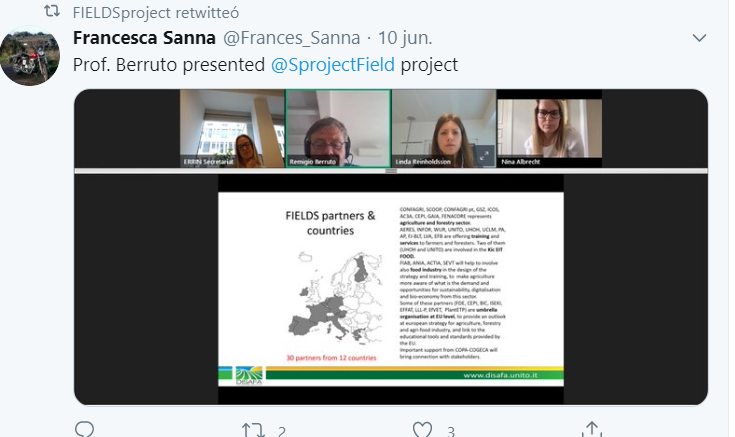 FIELDSproject retwitteó
Francesca Sanna @Frances_Sanna · 10 jun.
Prof. Berruto presented @SprojectField project
ERRIN Secretariat
Remigio Berruto
Linda Reinholdsson
Nina Albrecht
FIELDS partners &
countries
30 partners from 12 countries
CONFAGRI, SCOOP, CONFAGRI pt, GSZ, ICOS,
AC3A, CEPI, GAIA, FENACORE represents
agriculture and forestry sector.
AERES, INFOR, WUR, UNITO, UHOH, UCLM, PA,
AP, FJ-BLT, LVA, EFB are offering training and
services to farmers and foresters. Two of them
(UHOH and UNITO) are involved in the Kic EIT
FOOD.
FIAB, ANIA, ACTIA, SEVT will help to involve
also food industry in the design of the
strategy and training, to make agriculture
more aware of what is the demand and
opportunities for sustainability, digitalisation
and bio-economy from this sector.
Some of these partners (FDE, CEPI, BIC, ISEKI,
EFFAT, LLL-P, EfVET, PlantETP) are umbrella
organisation at EU level, to provide an outlook
at european strategy for agriculture, forestry
and agri-food industry, and link to the
educational tools and standards provided by
the EU.
Important support from COPA-COGECA will
bring connection with stakeholders.
DISAFA
www.disafa.unito.it
2
3